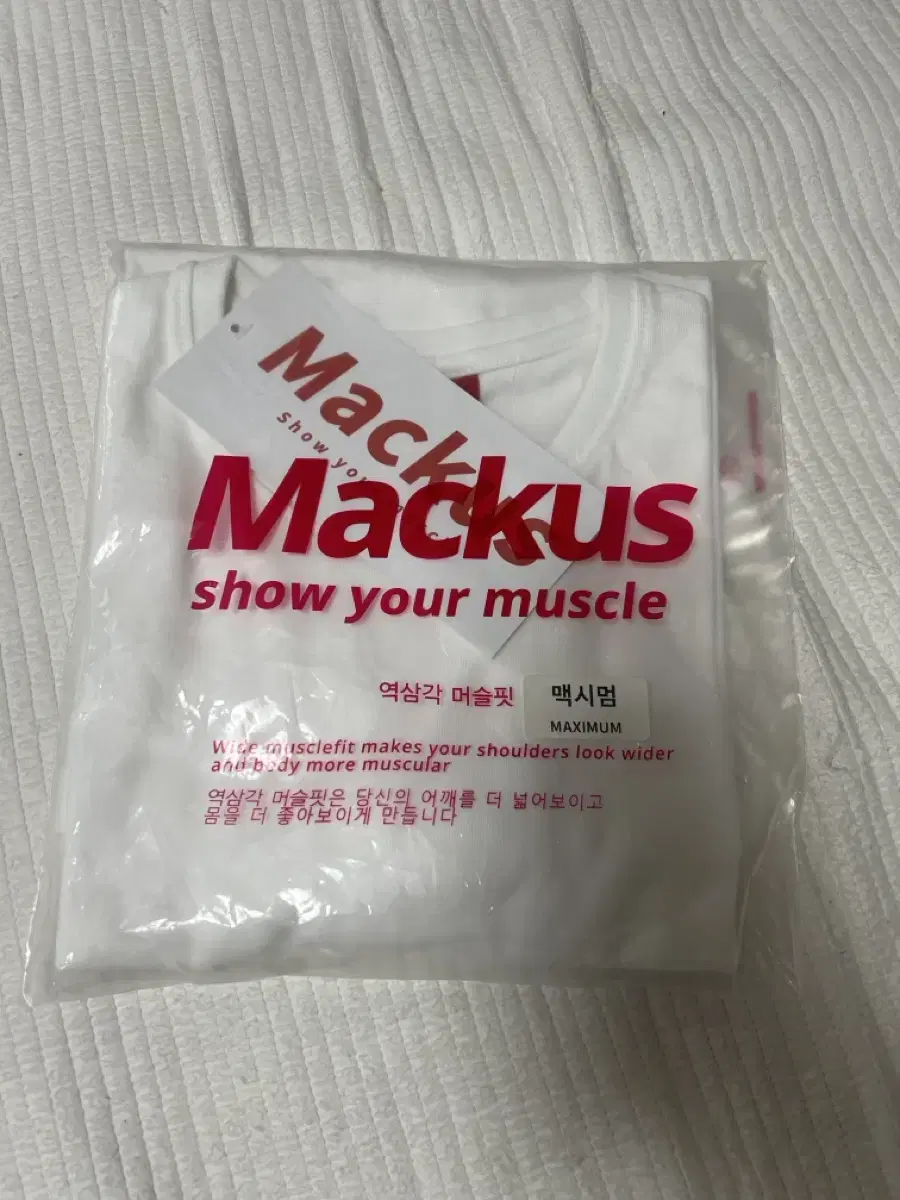 Mackus
Show you
Mackus
show your muscle
역삼각 머슬핏
맥시멈
MAXIMUM
Wide musclefit makes your shoulders look wider
and body more muscular
역삼각 머슬핏은 당신의 어깨를 더 넓어보이고
몸을 더 좋아보이게 만듭니다